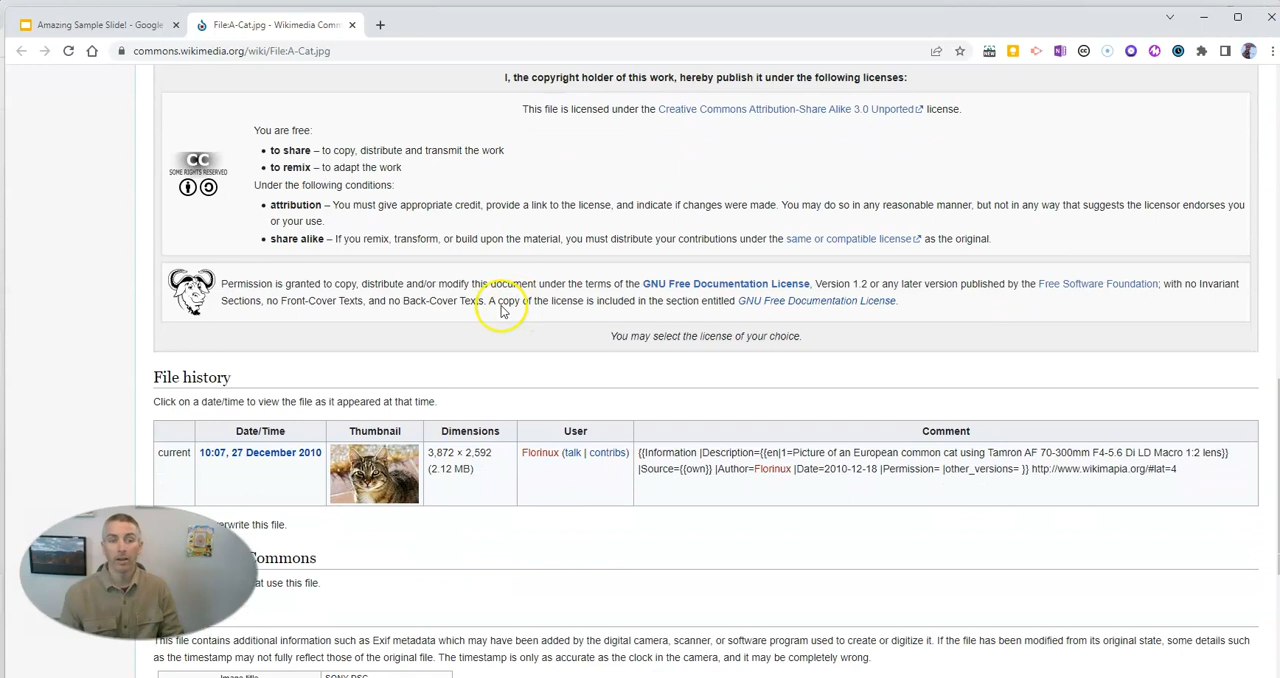 Amazing Sample Slide! - Google
File:A-Cat.jpg - Wikimedia Comm
commons.wikimedia.org/wiki/File:A-Cat.jpg
I, the copyright holder of this work, hereby publish it under the following licenses:
This file is licensed under the Creative Commons Attribution-Share Alike 3.0 Unported license.
You are free:
to share – to copy, distribute and transmit the work
CC
SOME RIGHTS RESERVED
to remix – to adapt the work
Under the following conditions:
attribution – You must give appropriate credit, provide a link to the license, and indicate if changes were made. You may do so in any reasonable manner, but not in any way that suggests the licensor endorses you
or your use.
share alike – If you remix, transform, or build upon the material, you must distribute your contributions under the same or compatible license as the original.
Permission is granted to copy, distribute and/or modify this document under the terms of the GNU Free Documentation License, Version 1.2 or any later version published by the Free Software Foundation; with no Invariant
Sections, no Front-Cover Texts, and no Back-Cover Texts. A copy of the license is included in the section entitled GNU Free Documentation License.
You may select the license of your choice.
File history
Click on a date/time to view the file as it appeared at that time.
Date/Time Thumbnail Dimensions User Comment
current 10:07, 27 December 2010 3,872 × 2,592 Florinux (talk | contribs) {{Information |Description={{en|1=Picture of an European common cat using Tamron AF 70-300mm F4-5.6 Di LD Macro 1:2 lens}}
(2.12 MB) |Source={{own}} |Author=Florinux |Date=2010-12-18 |Permission= |other_versions= }} http://www.wikimapia.org/#lat=4
erwrite this file.
Commons
at use this file.
This file contains additional information such as Exif metadata which may have been added by the digital camera, scanner, or software program used to create or digitize it. If the file has been modified from its original state, some details such
as the timestamp may not fully reflect those of the original file. The timestamp is only as accurate as the clock in the camera, and it may be completely wrong.
Image title SONY DSC